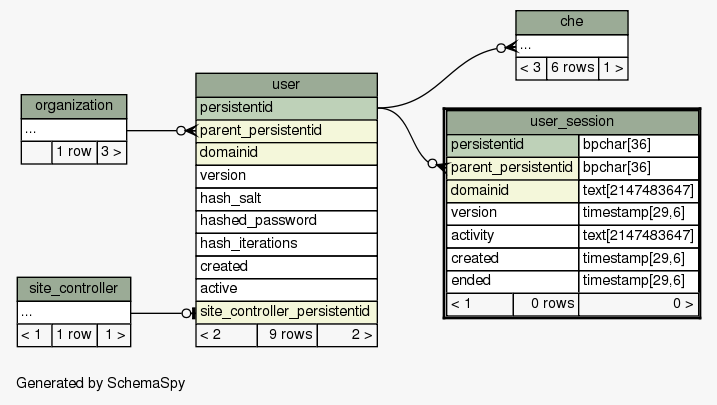 che
...
< 3 6 rows 1 >
organization
...
1 row 3 >
user
persistentid
parent_persistentid
domainid
version
hash_salt
hashed_password
hash_iterations
created
active
site_controller_persistentid
< 2 9 rows 2 >
user_session
persistentid bpchar[36]
parent_persistentid bpchar[36]
domainid text[2147483647]
version timestamp[29,6]
activity text[2147483647]
created timestamp[29,6]
ended timestamp[29,6]
< 1 0 rows 0 >
site_controller
...
< 1 1 row 1 >
Generated by SchemaSpy